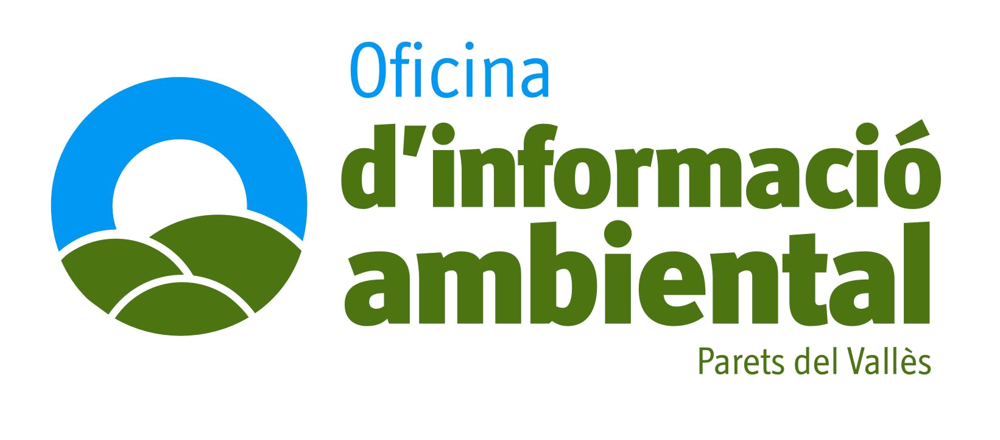 Oficina
d'informació
ambiental
Parets del Vallès